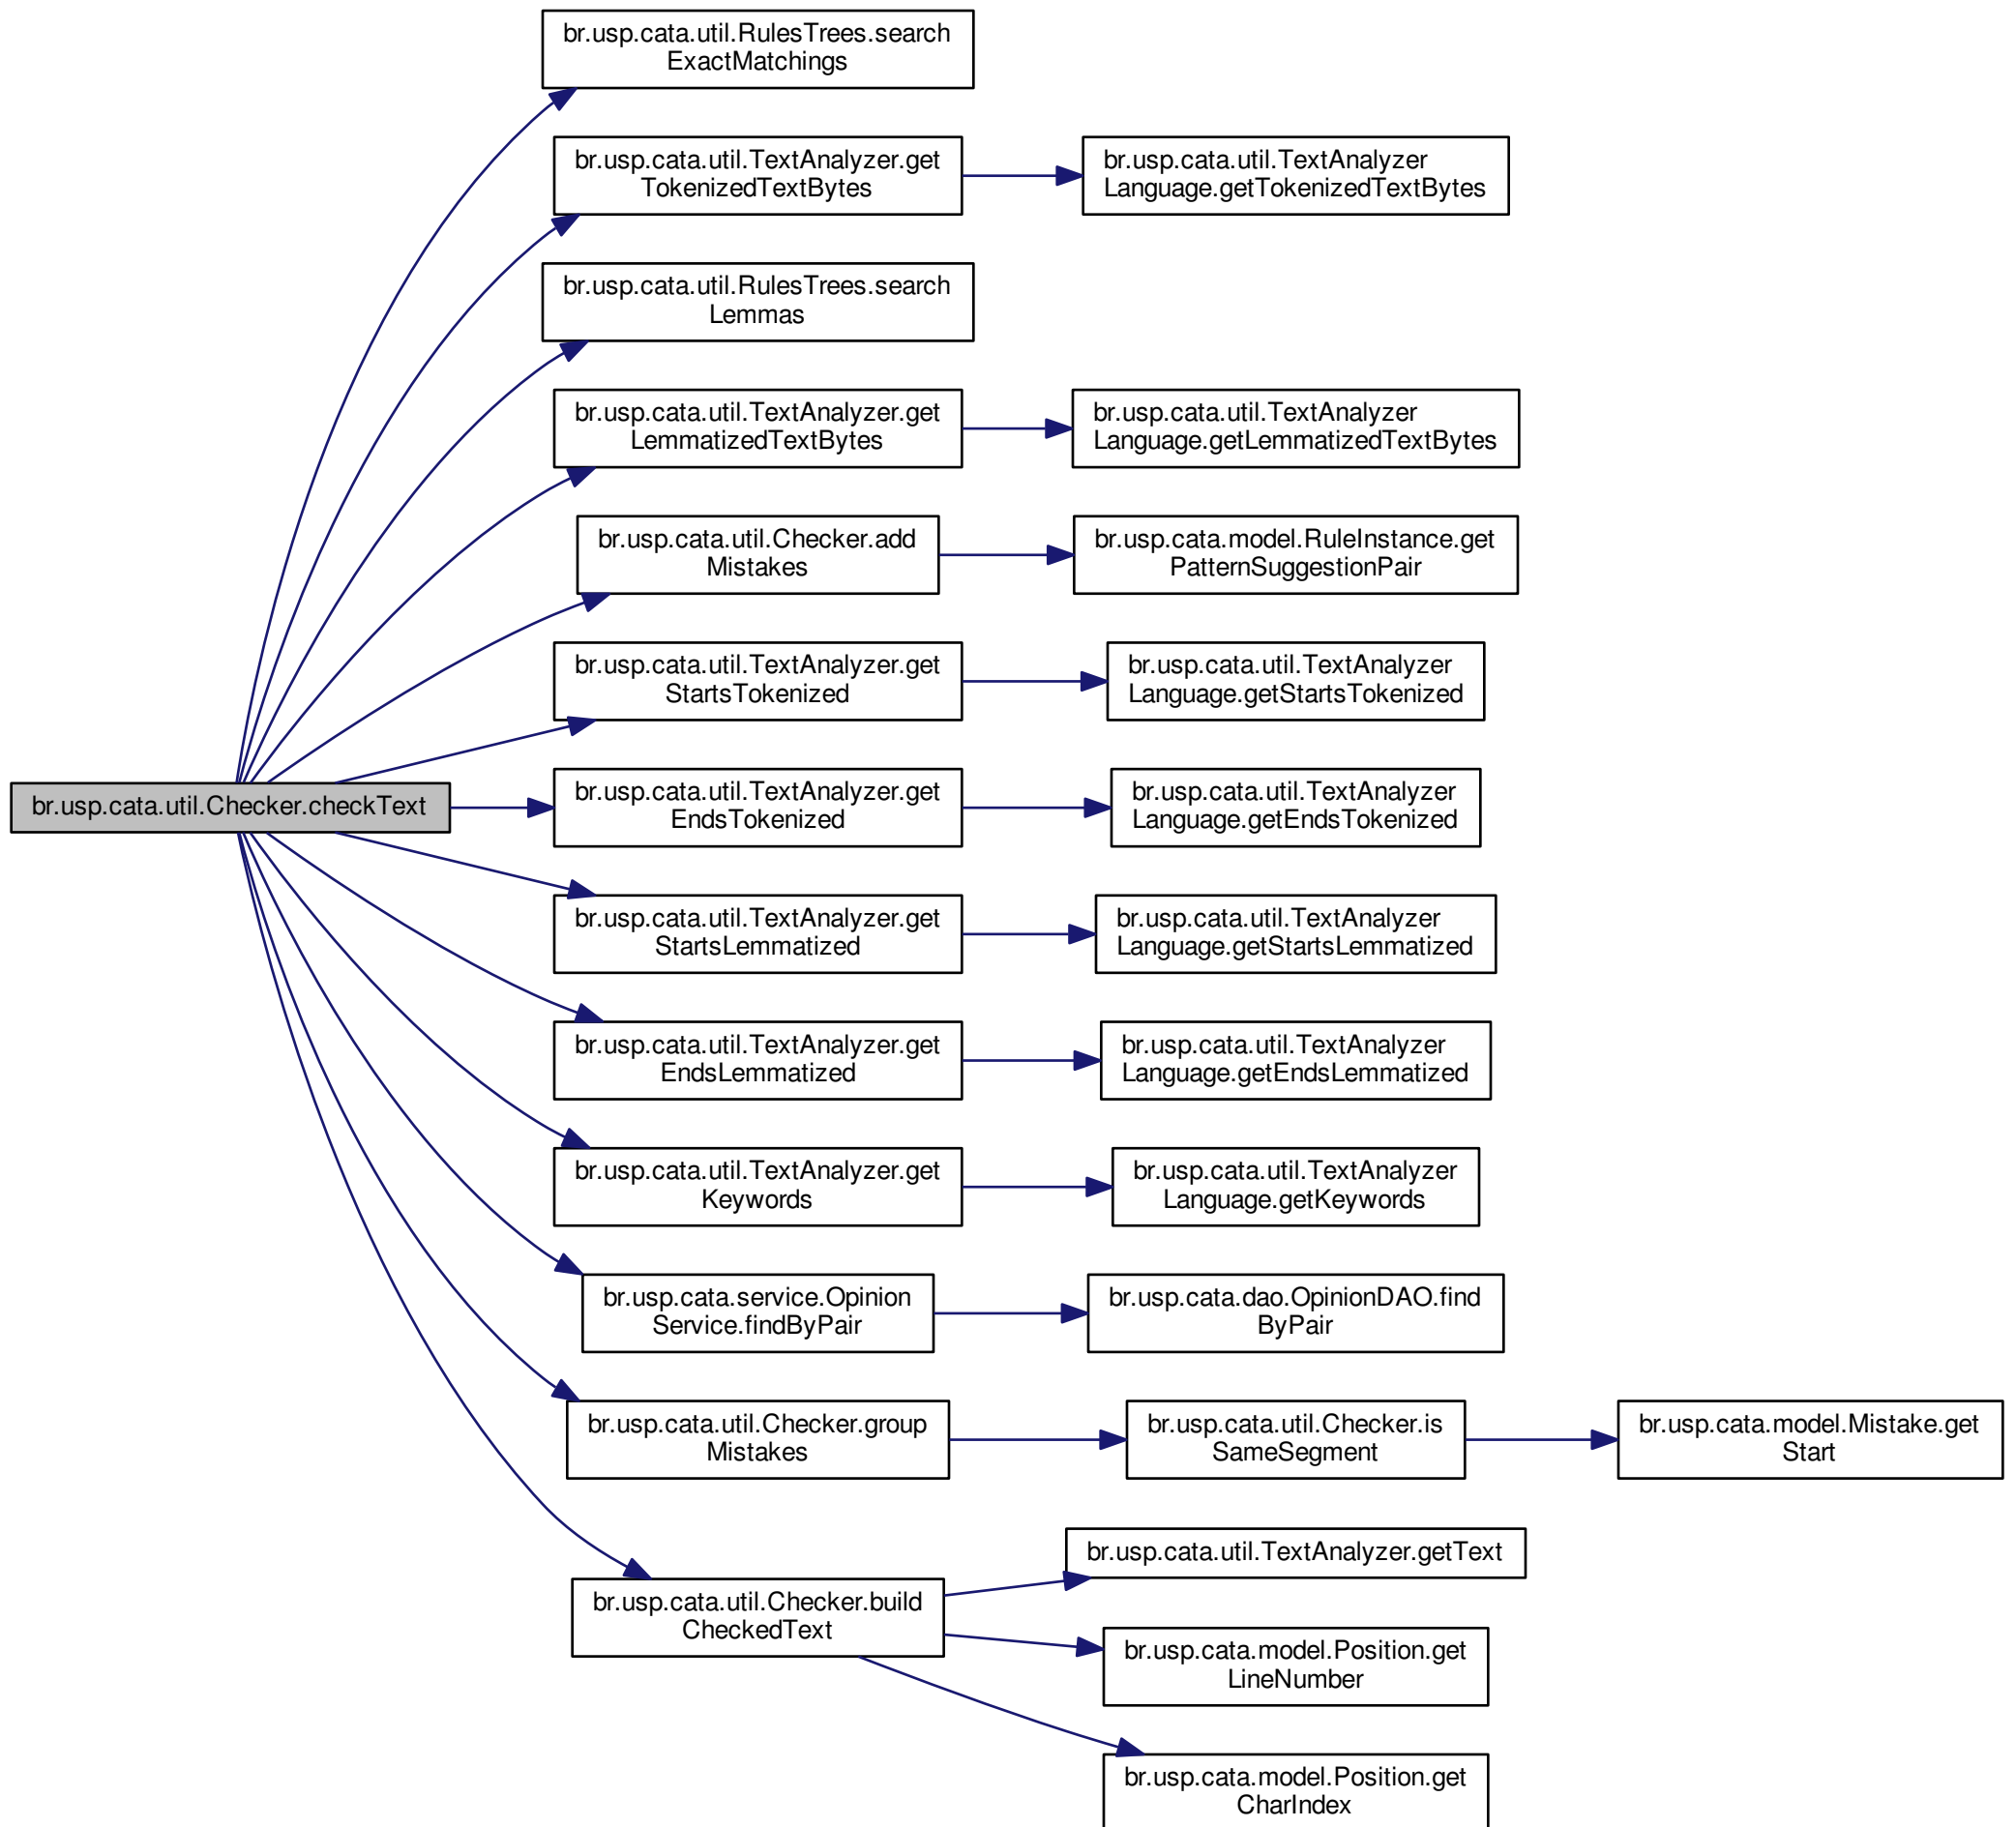 br.usp.cata.util.RulesTrees.search
ExactMatchings
br.usp.cata.util.TextAnalyzer.get
TokenizedTextBytes
br.usp.cata.util.TextAnalyzer
Language.getTokenizedTextBytes
br.usp.cata.util.RulesTrees.search
Lemmas
br.usp.cata.util.TextAnalyzer.get
LemmatizedTextBytes
br.usp.cata.util.TextAnalyzer
Language.getLemmatizedTextBytes
br.usp.cata.util.Checker.add
Mistakes
br.usp.cata.model.RuleInstance.get
PatternSuggestionPair
br.usp.cata.util.TextAnalyzer.get
StartsTokenized
br.usp.cata.util.TextAnalyzer
Language.getStartsTokenized
br.usp.cata.util.Checker.checkText
br.usp.cata.util.TextAnalyzer.get
EndsTokenized
br.usp.cata.util.TextAnalyzer
Language.getEndsTokenized
br.usp.cata.util.TextAnalyzer.get
StartsLemmatized
br.usp.cata.util.TextAnalyzer
Language.getStartsLemmatized
br.usp.cata.util.TextAnalyzer.get
EndsLemmatized
br.usp.cata.util.TextAnalyzer
Language.getEndsLemmatized
br.usp.cata.util.TextAnalyzer.get
Keywords
br.usp.cata.util.TextAnalyzer
Language.getKeywords
br.usp.cata.service.Opinion
Service.findByPair
br.usp.cata.dao.OpinionDAO.find
ByPair
br.usp.cata.util.Checker.group
Mistakes
br.usp.cata.util.Checker.is
SameSegment
br.usp.cata.model.Mistake.get
Start
br.usp.cata.util.Checker.build
CheckedText
br.usp.cata.util.TextAnalyzer.getText
br.usp.cata.model.Position.get
LineNumber
br.usp.cata.model.Position.get
CharIndex